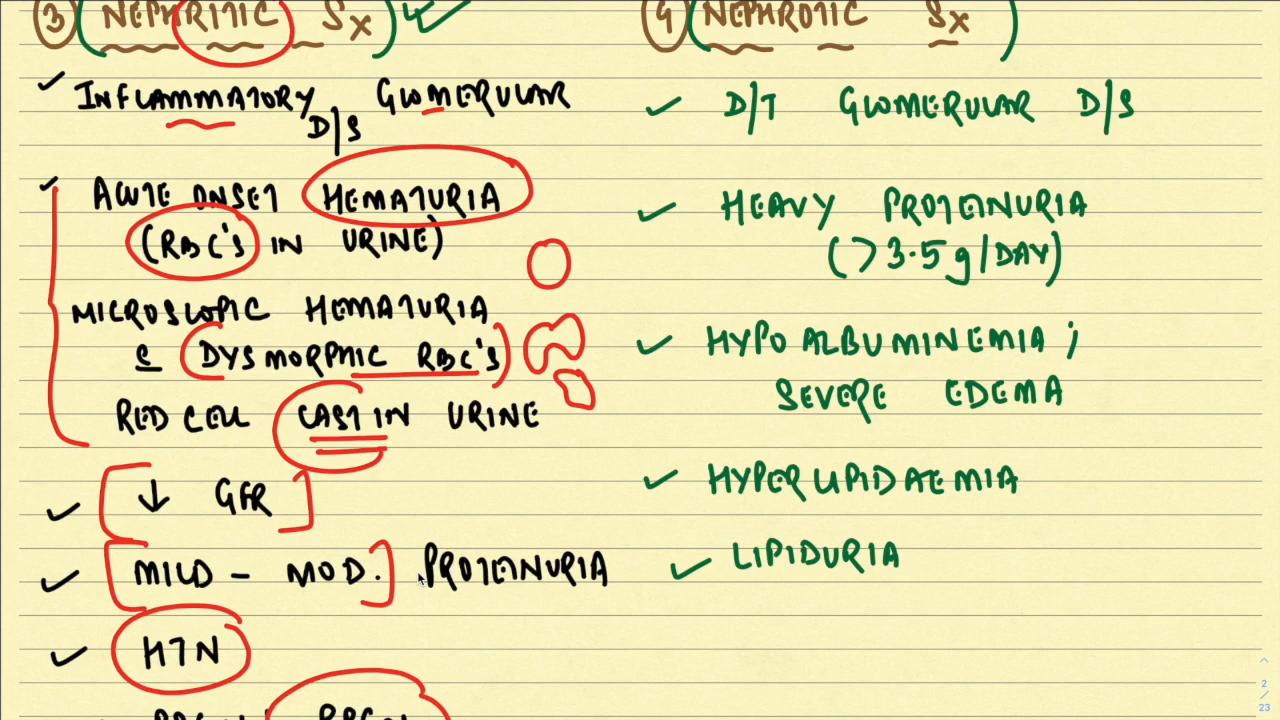 ③ (NEPHRITIC Sx)
INFLAMMATORY GLOMERULAR
D/S
ACUTE ONSET HEMATURIA
(RBC'S IN URINE)
MICROSCOPIC HEMATURIA
c̅ DYSMORPHIC RBC'S)
RED CELL CAST IN URINE
[↓ GFR]
[MILD - MOD.] PROTEINURIA
HTN
④ (NEPHROTIC Sx)
D/T GLOMERULAR D/S
HEAVY PROTEINURIA
(>3.5g/DAY)
HYPOALBUMINEMIA;
SEVERE EDEMA
HYPERLIPIDAEMIA
LIPIDURIA
2
/
23